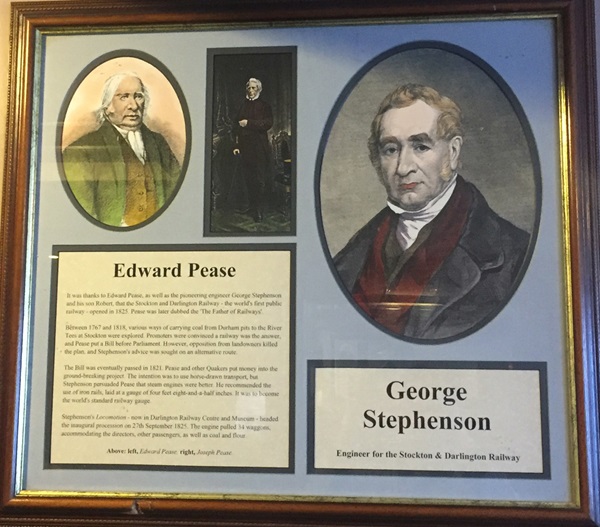 Edward Pease
It was thanks to Edward Pease, as well as the pioneering engineer George Stephenson
and his son Robert, that the Stockton and Darlington Railway - the world's first public
railway - opened in 1825. Pease was later dubbed the 'The Father of Railways'.
Between 1767 and 1818, various ways of carrying coal from Durham pits to the River
Tees at Stockton were explored. Promoters were convinced a railway was the answer,
and Pease put a Bill before Parliament. However, opposition from landowners killed
the plan, and Stephenson's advice was sought on an alternative route.
The Bill was eventually passed in 1821. Pease and other Quakers put money into the
ground-breaking project. The intention was to use horse-drawn transport, but
Stephenson persuaded Pease that steam engines were better. He recommended the
use of iron rails, laid at a gauge of four feet eight-and-a-half inches. It was to become
the world's standard railway gauge.
Stephenson's Locomotion - now in Darlington Railway Centre and Museum - headed
the inaugural procession on 27th September 1825. The engine pulled 34 waggons,
accommodating the directors, other passengers, as well as coal and flour.
Above: left, Edward Pease. right, Joseph Pease.
George
Stephenson
Engineer for the Stockton & Darlington Railway